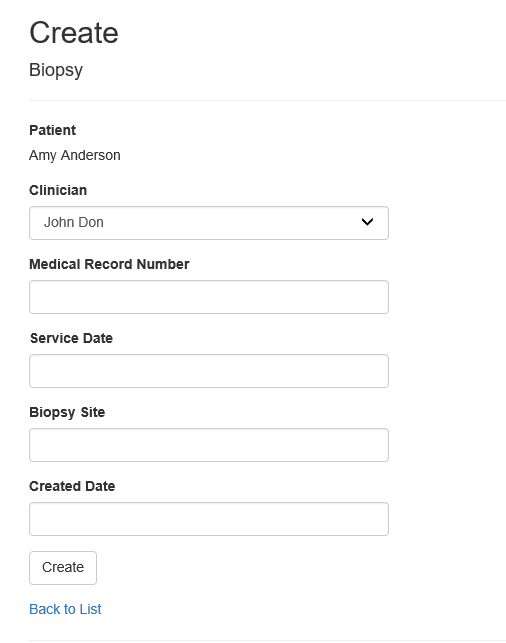 Create
Biopsy
Patient
Amy Anderson
Clinician
John Don
Medical Record Number
Service Date
Biopsy Site
Created Date
Create
Back to List